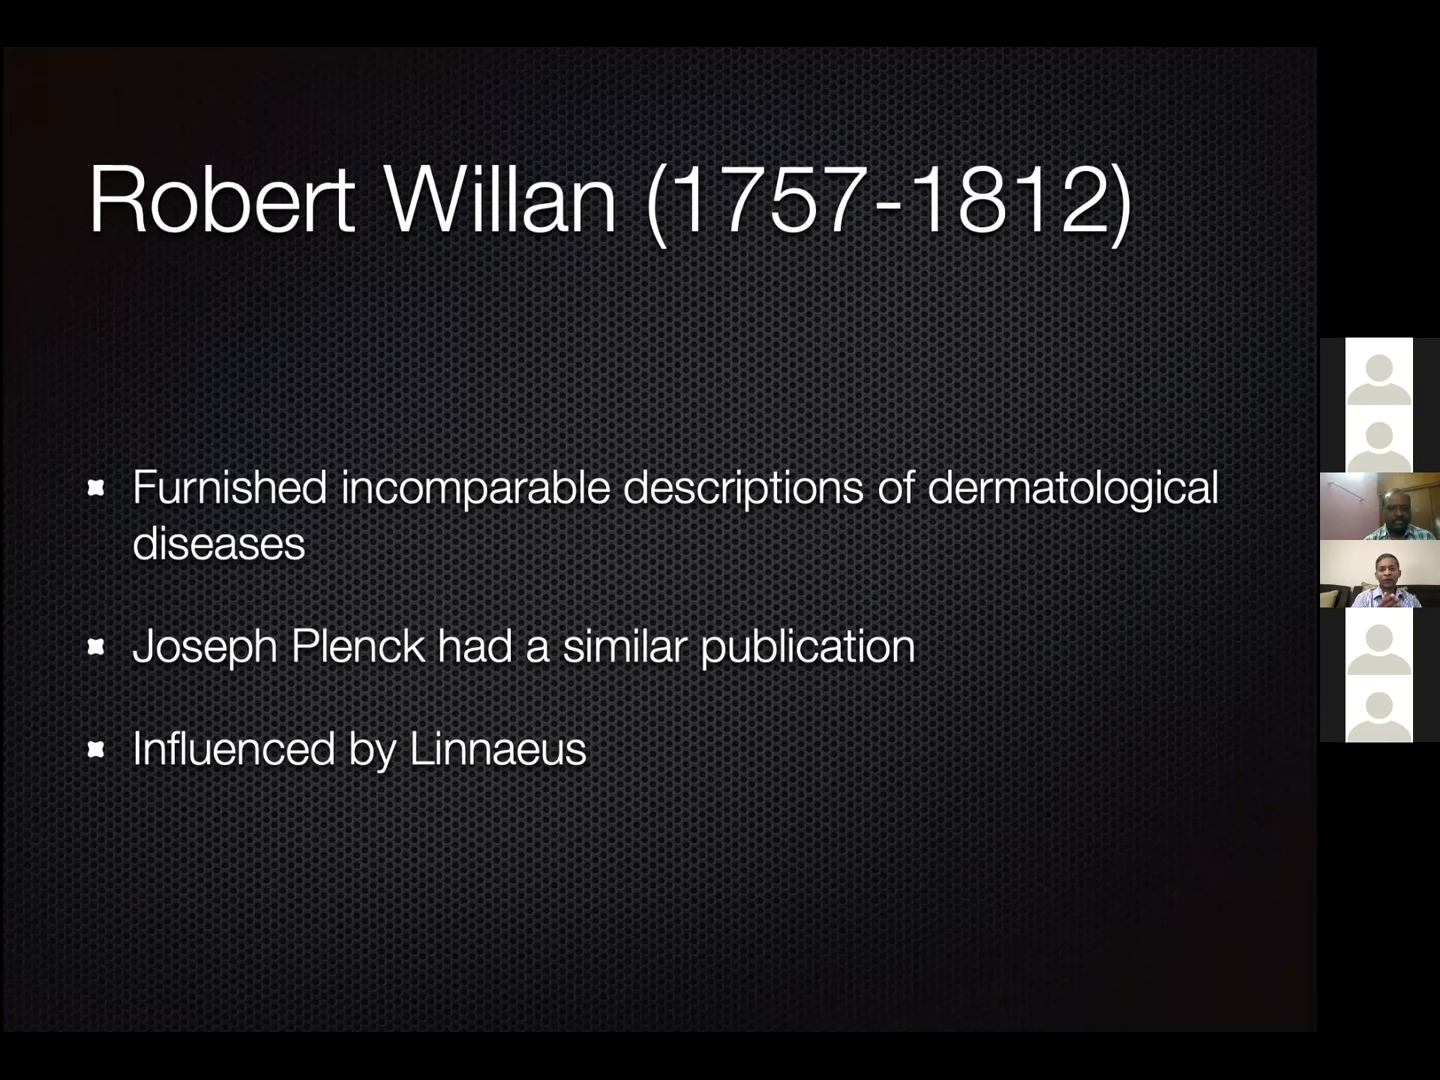 Robert Willan (1757-1812)
Furnished incomparable descriptions of dermatological
diseases
Joseph Plenck had a similar publication
Influenced by Linnaeus